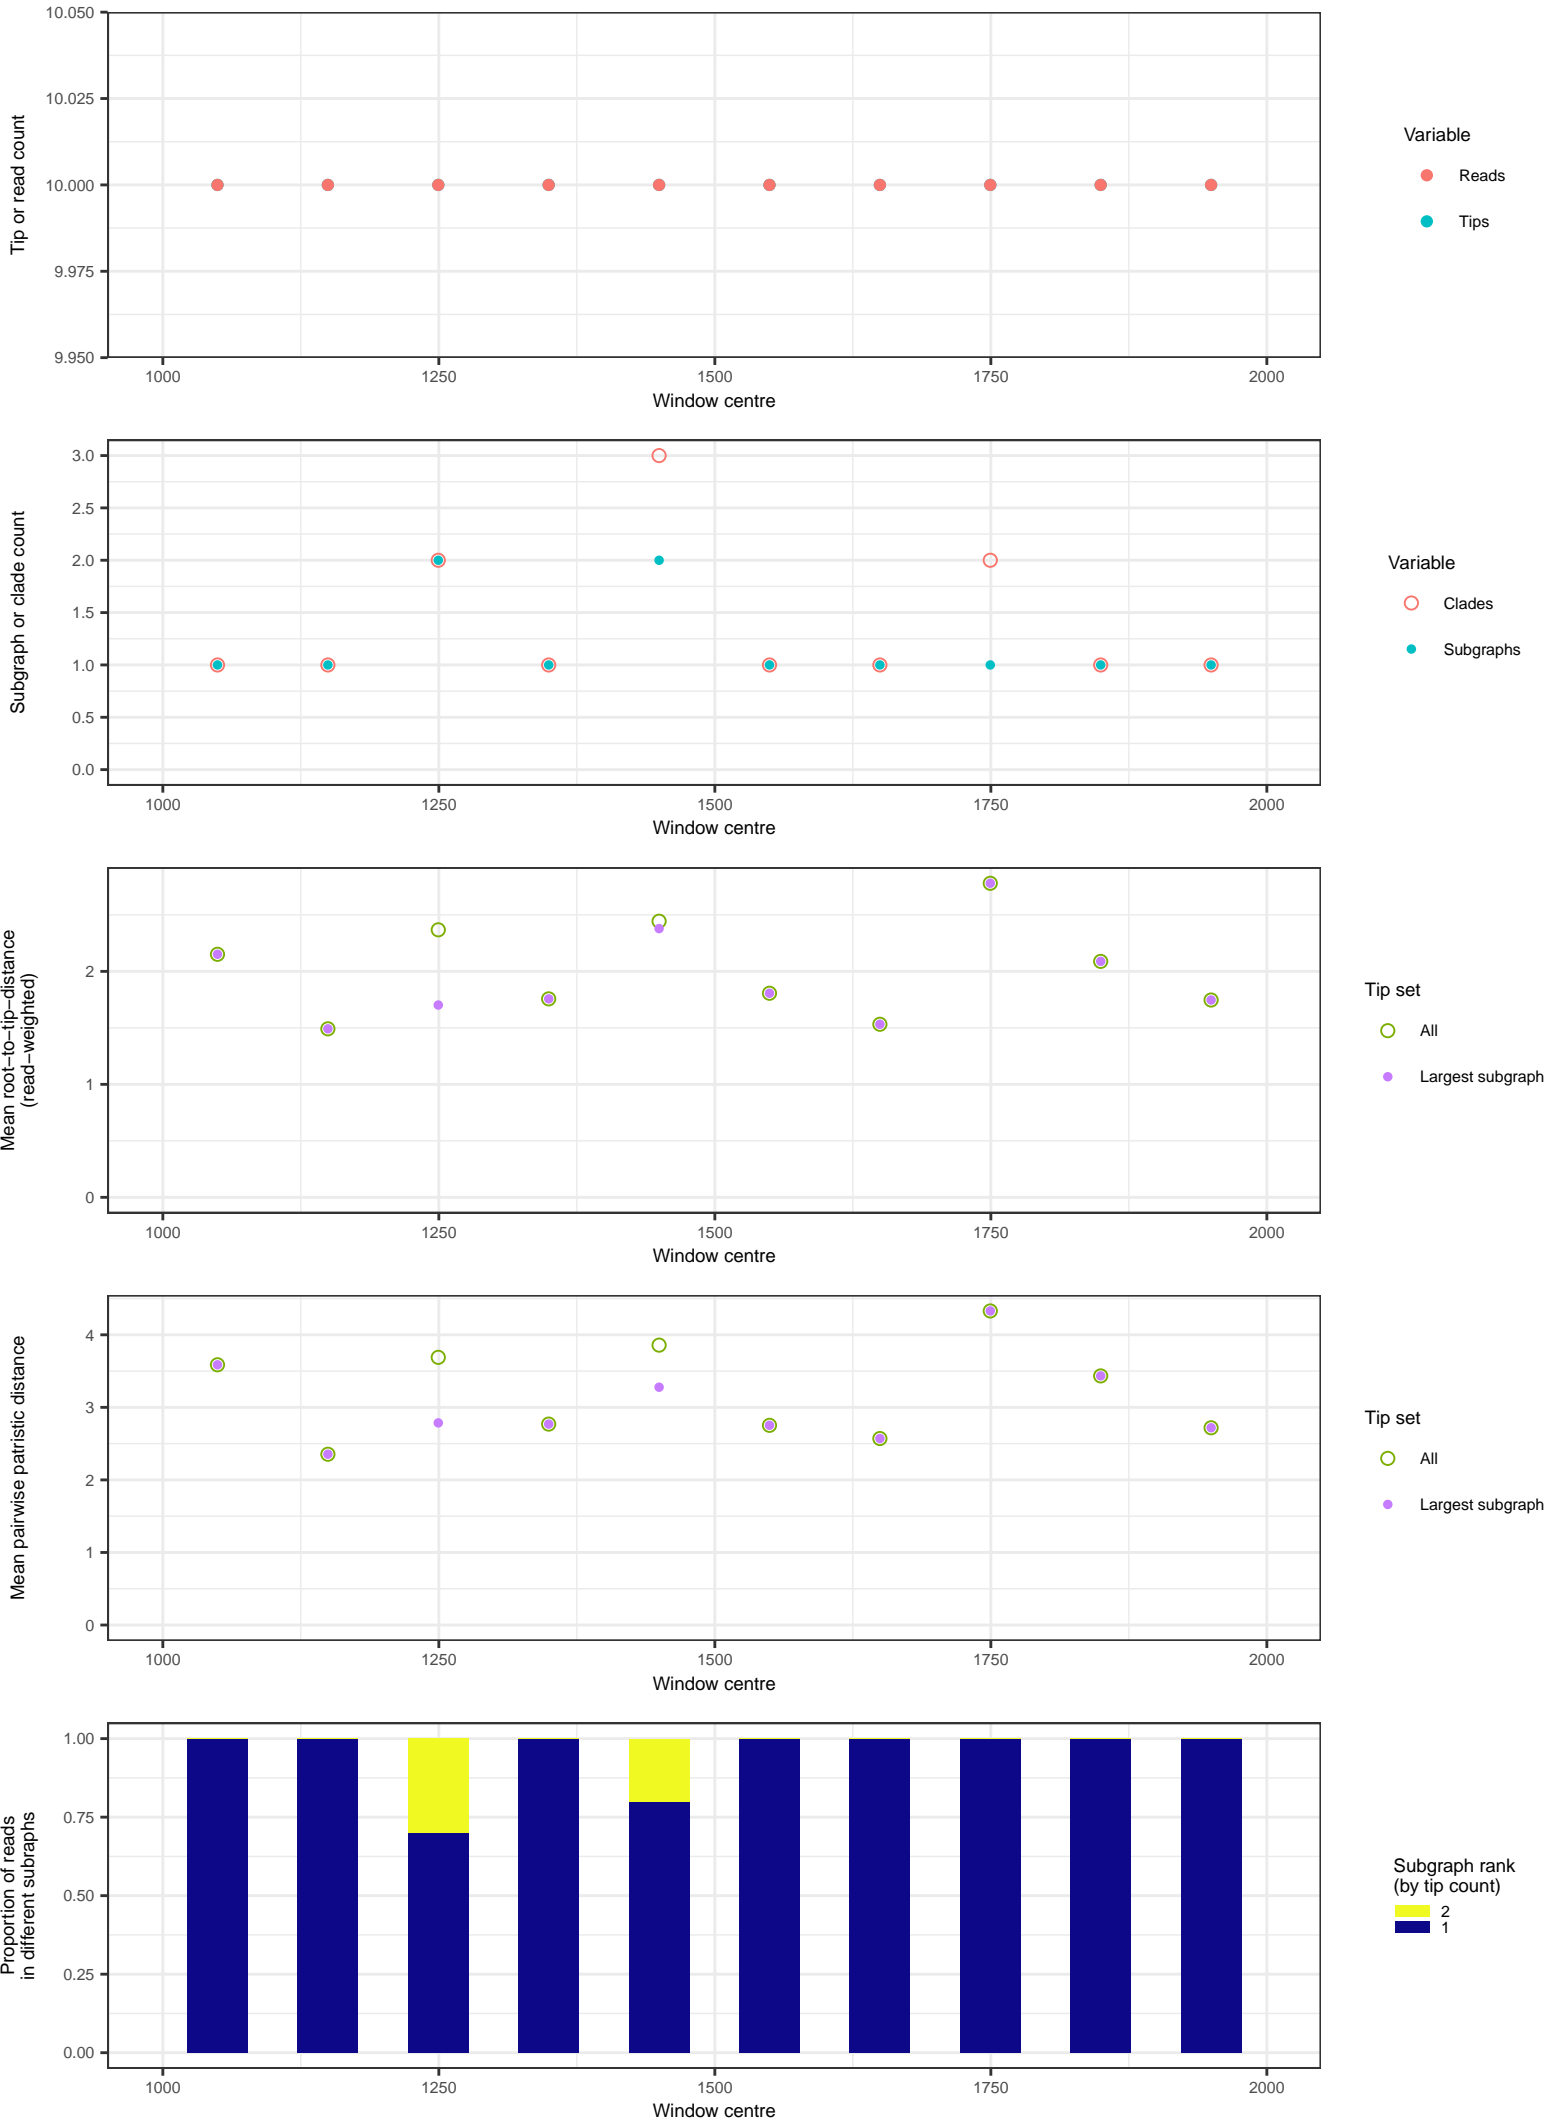 10.050
10.025
10.000
9.975
9.950
Tip or read count
1000 1250 1500 1750 2000
Window centre
Variable
Reads
Tips
3.0
2.5
2.0
1.5
1.0
0.5
0.0
Subgraph or clade count
1000 1250 1500 1750 2000
Window centre
Variable
Clades
Subgraphs
2
1
0
Mean root−to−tip−distance
(read−weighted)
1000 1250 1500 1750 2000
Window centre
Tip set
All
Largest subgraph
4
3
2
1
0
Mean pairwise patristic distance
1000 1250 1500 1750 2000
Window centre
Tip set
All
Largest subgraph
1.00
0.75
0.50
0.25
0.00
Proportion of reads
in different subraphs
1000 1250 1500 1750 2000
Window centre
Subgraph rank
(by tip count)
2
1